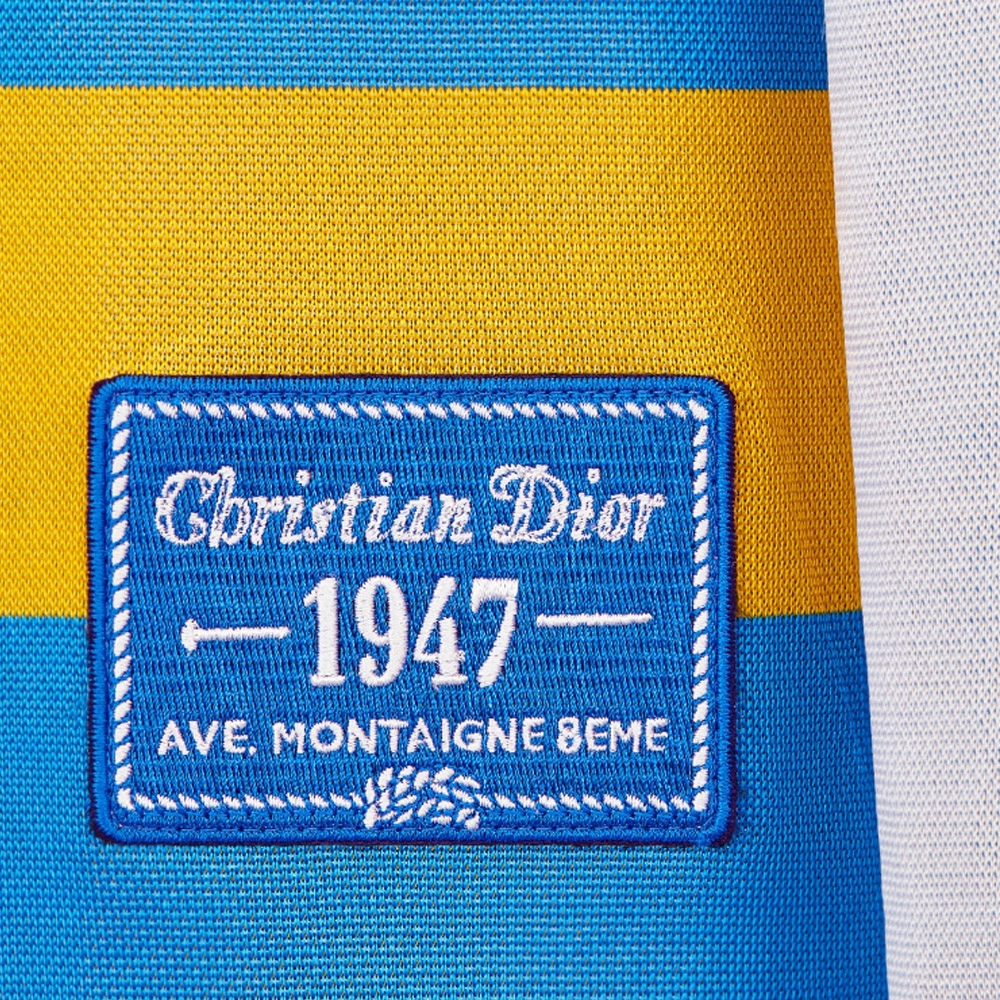 Christian Dior
1947
AVE. MONTAIGNE 8EME